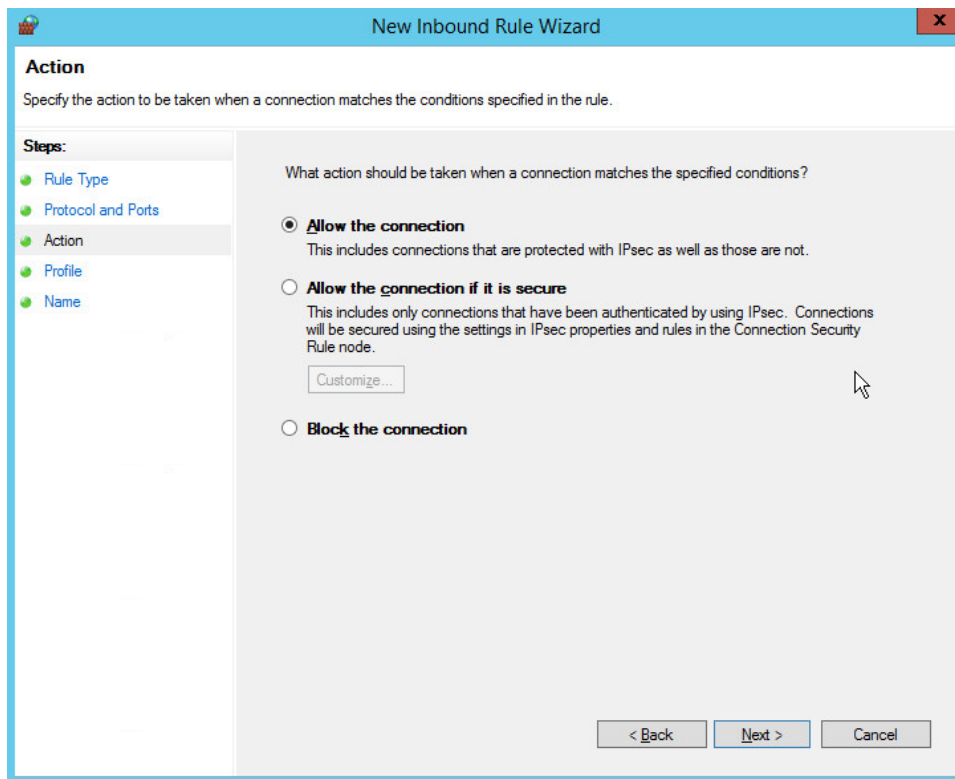 New Inbound Rule Wizard
x
Action
Specify the action to be taken when a connection matches the conditions specified in the rule.
Steps:
Rule Type
Protocol and Ports
Action
Profile
Name
What action should be taken when a connection matches the specified conditions?
Allow the connection
This includes connections that are protected with IPsec as well as those are not.
Allow the connection if it is secure
This includes only connections that have been authenticated by using IPsec. Connections
will be secured using the settings in IPsec properties and rules in the Connection Security
Rule node.
Customize...
Block the connection
< Back
Next >
Cancel